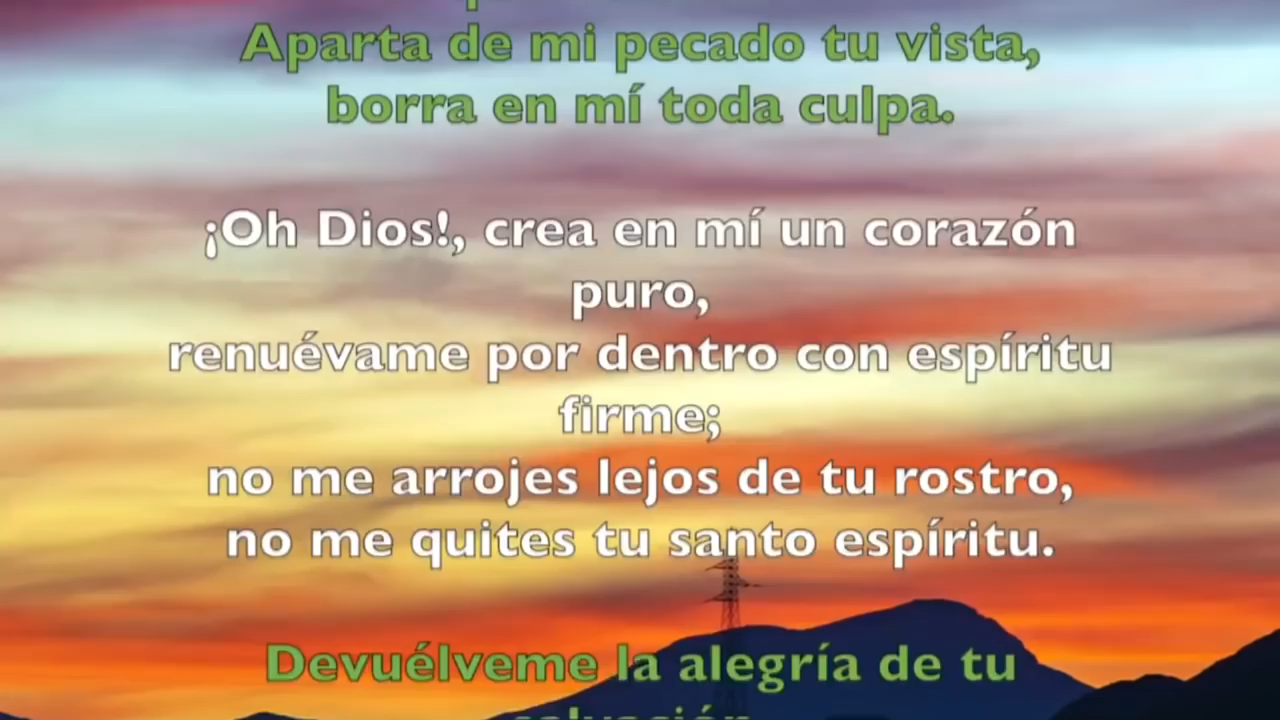 Aparta de mi pecado tu vista,
borra en mí toda culpa.
¡Oh Dios!, crea en mí un corazón
puro,
renuévame por dentro con espíritu
firme;
no me arrojes lejos de tu rostro,
no me quites tu santo espíritu.
Devuélveme la alegría de tu